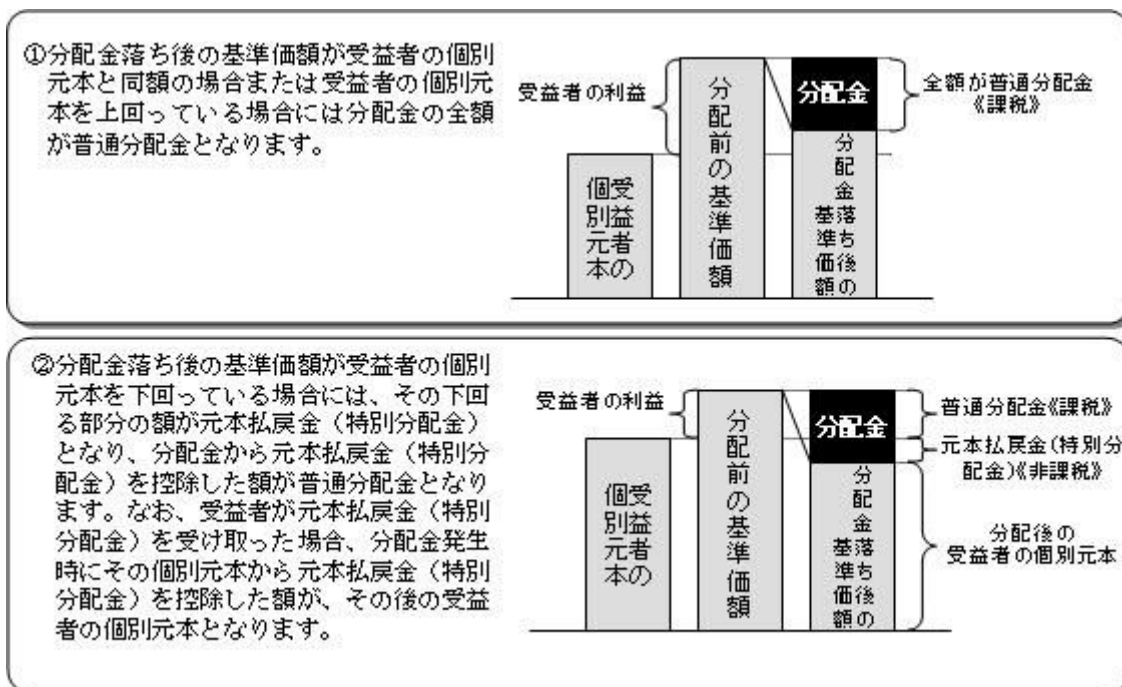 ①分配金落ち後の基準価額が受益者の個別
元本と同額の場合または受益者の個別元
本を上回っている場合には分配金の全額
が普通分配金となります。
受益者の利益
受益者の
個別元本
分配前の基準価額
分配金
分配金落ち後の
基準価額
全額が普通分配金
《課税》
②分配金落ち後の基準価額が受益者の個別
元本を下回っている場合には、その下回
る部分の額が元本払戻金（特別分配金）
となり、分配金から元本払戻金（特別分
配金）を控除した額が普通分配金となり
ます。なお、受益者が元本払戻金（特別
分配金）を受け取った場合、分配金発生
時にその個別元本から元本払戻金（特別
分配金）を控除した額が、その後の受益
者の個別元本となります。
受益者の利益
受益者の
個別元本
分配前の基準価額
分配金
分配金落ち後の
基準価額
普通分配金《課税》
元本払戻金(特別分
配金)《非課税》
分配後の
受益者の個別元本